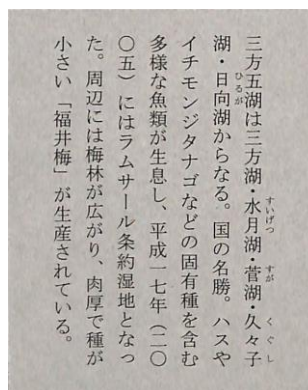 三方五湖は三方湖・水月湖・菅湖・久々子
湖・日向湖からなる。国の名勝。ハスや
イチモンジタナゴなどの固有種を含む
多様な魚類が生息し、平成一七年(二〇
〇五)にはラムサール条約湿地となっ
た。周辺には梅林が広がり、肉厚で種が
小さい「福井梅」が生産されている。